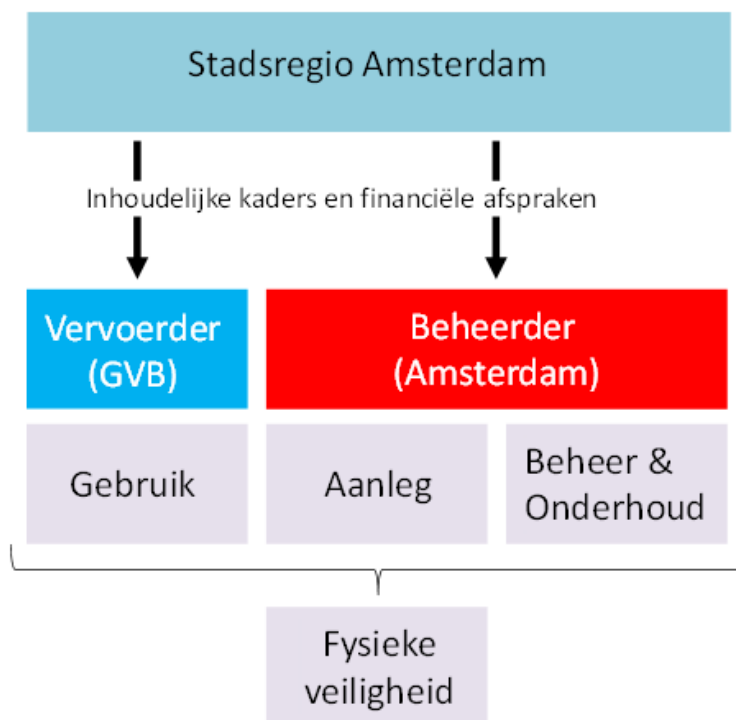 Stadsregio Amsterdam
Inhoudelijke kaders en financiële afspraken
Vervoerder
(GVB)
Beheerder
(Amsterdam)
Gebruik
Aanleg
Beheer &
Onderhoud
Fysieke
veiligheid